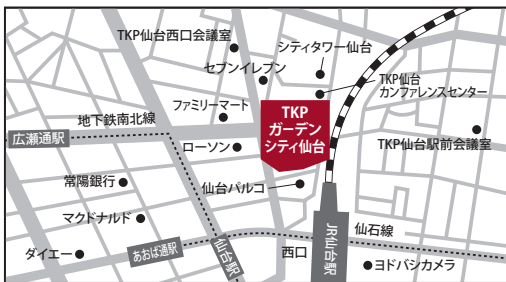 TKP仙台西口会議室
シティタワー仙台
セブンイレブン
TKP仙台
カンファレンスセンター
ファミリーマート
TKP
ガーデン
シティ仙台
地下鉄南北線
広瀬通駅
ローソン
TKP仙台駅前会議室
常陽銀行
仙台パルコ
マクドナルド
ダイエー
あおば通駅
仙台駅
西口
JR仙台駅
仙石線
ヨドバシカメラ